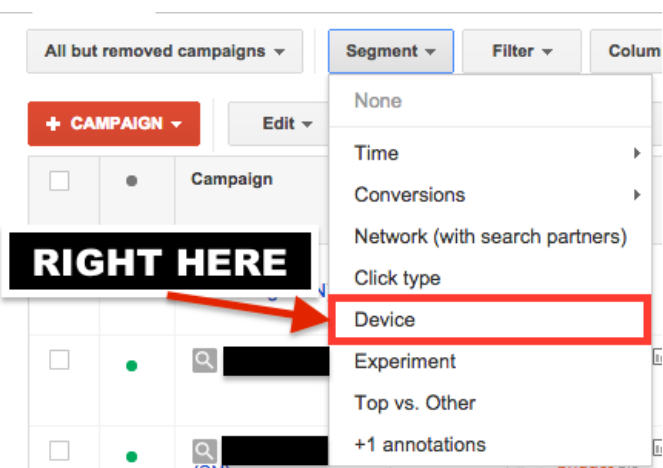 All but removed campaigns
Segment
Filter
Colum
None
+ CAMPAIGN
Edit
Time
Campaign
Conversions
Network (with search partners)
RIGHT HERE
Click type
Device
Experiment
Top vs. Other
+1 annotations